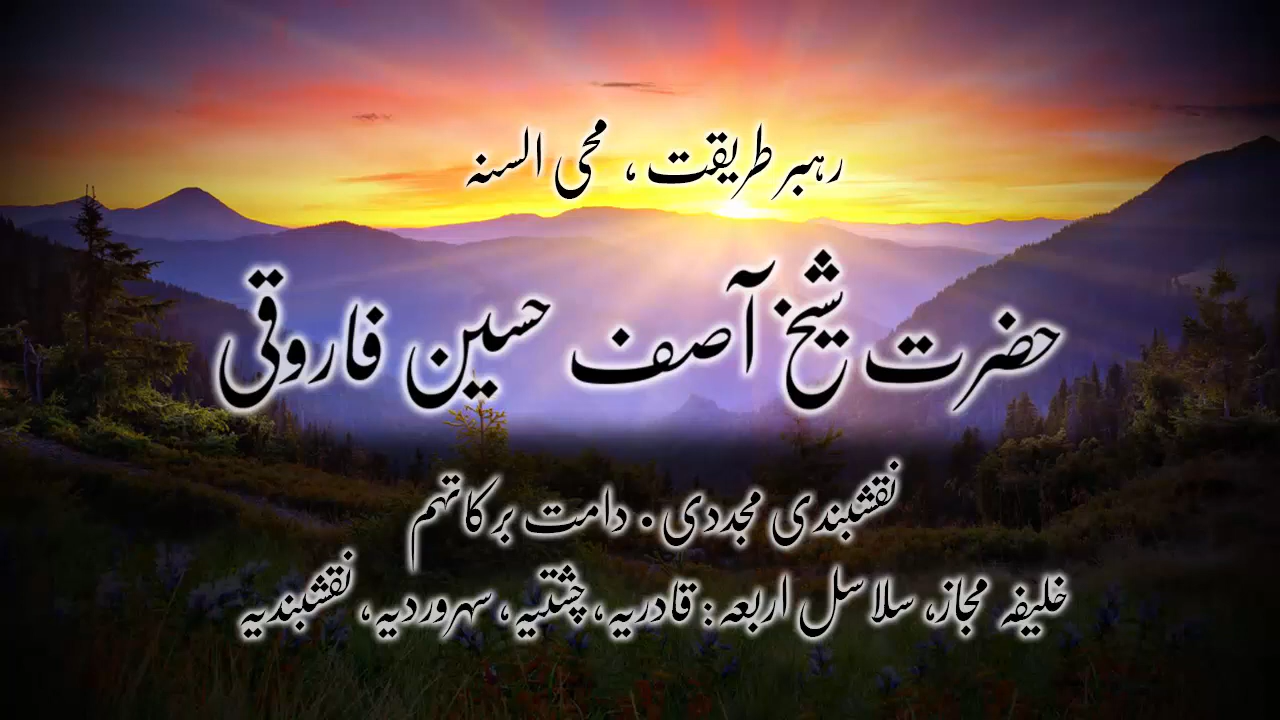 رہبر طریقت ، محی السنہ
حضرت شیخ آصف حسین فاروقی
نقشبندی مجددی ۔ دامت برکاتہم
خلیفہ مجاز، سلاسل اربعہ : قادریہ، چشتیہ، سہروردیہ، نقشبندیہ